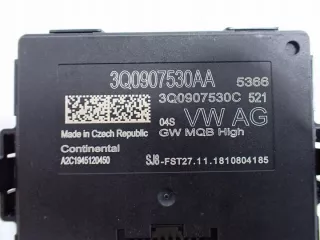 3Q0907530AA 5366
3Q0907530C 521
04S VW AG
Made in Czech Republic GW MQB High
Continental
A2C1945120450 SJ8-FST27.11.1810804185